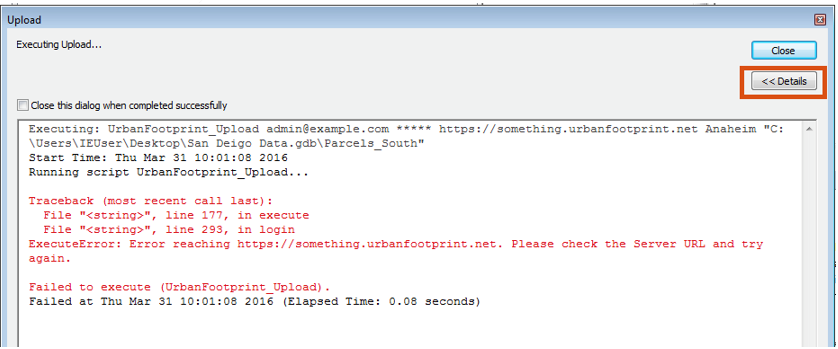 Upload
Executing Upload...
Close
<< Details
Close this dialog when completed successfully
Executing: UrbanFootprint_Upload admin@example.com ***** https://something.urbanfootprint.net Anaheim "C:
\Users\IEUser\Desktop\San Deigo Data.gdb\Parcels_South"
Start Time: Thu Mar 31 10:01:08 2016
Running script UrbanFootprint_Upload...
Traceback (most recent call last):
File "<string>", line 177, in execute
File "<string>", line 293, in login
ExecuteError: Error reaching https://something.urbanfootprint.net. Please check the Server URL and try
again.
Failed to execute (UrbanFootprint_Upload).
Failed at Thu Mar 31 10:01:08 2016 (Elapsed Time: 0.08 seconds)